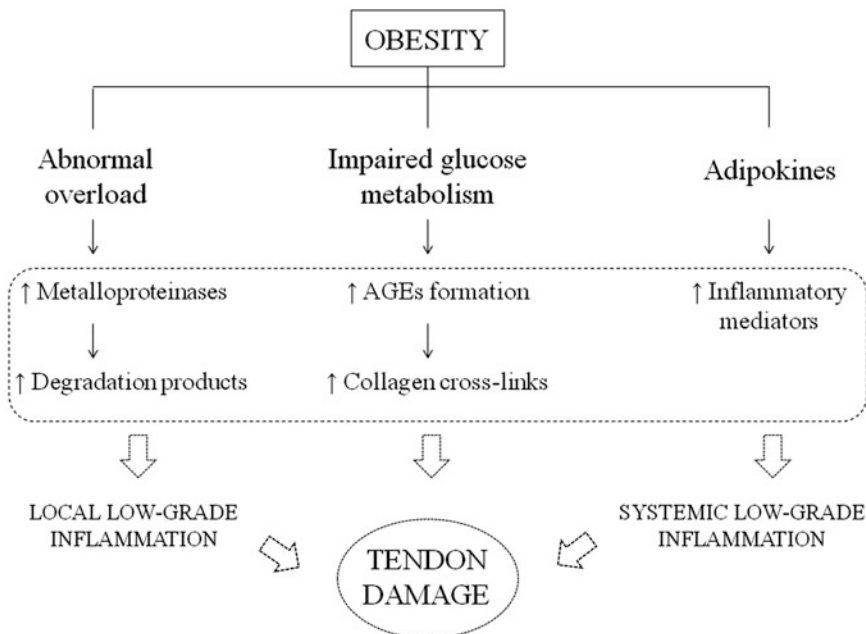 OBESITY
Abnormal
overload
Impaired glucose
metabolism
Adipokines
↑ Metalloproteinases
↑ AGEs formation
↑ Inflammatory
mediators
↑ Degradation products
↑ Collagen cross-links
LOCAL LOW-GRADE
INFLAMMATION
SYSTEMIC LOW-GRADE
INFLAMMATION
TENDON
DAMAGE